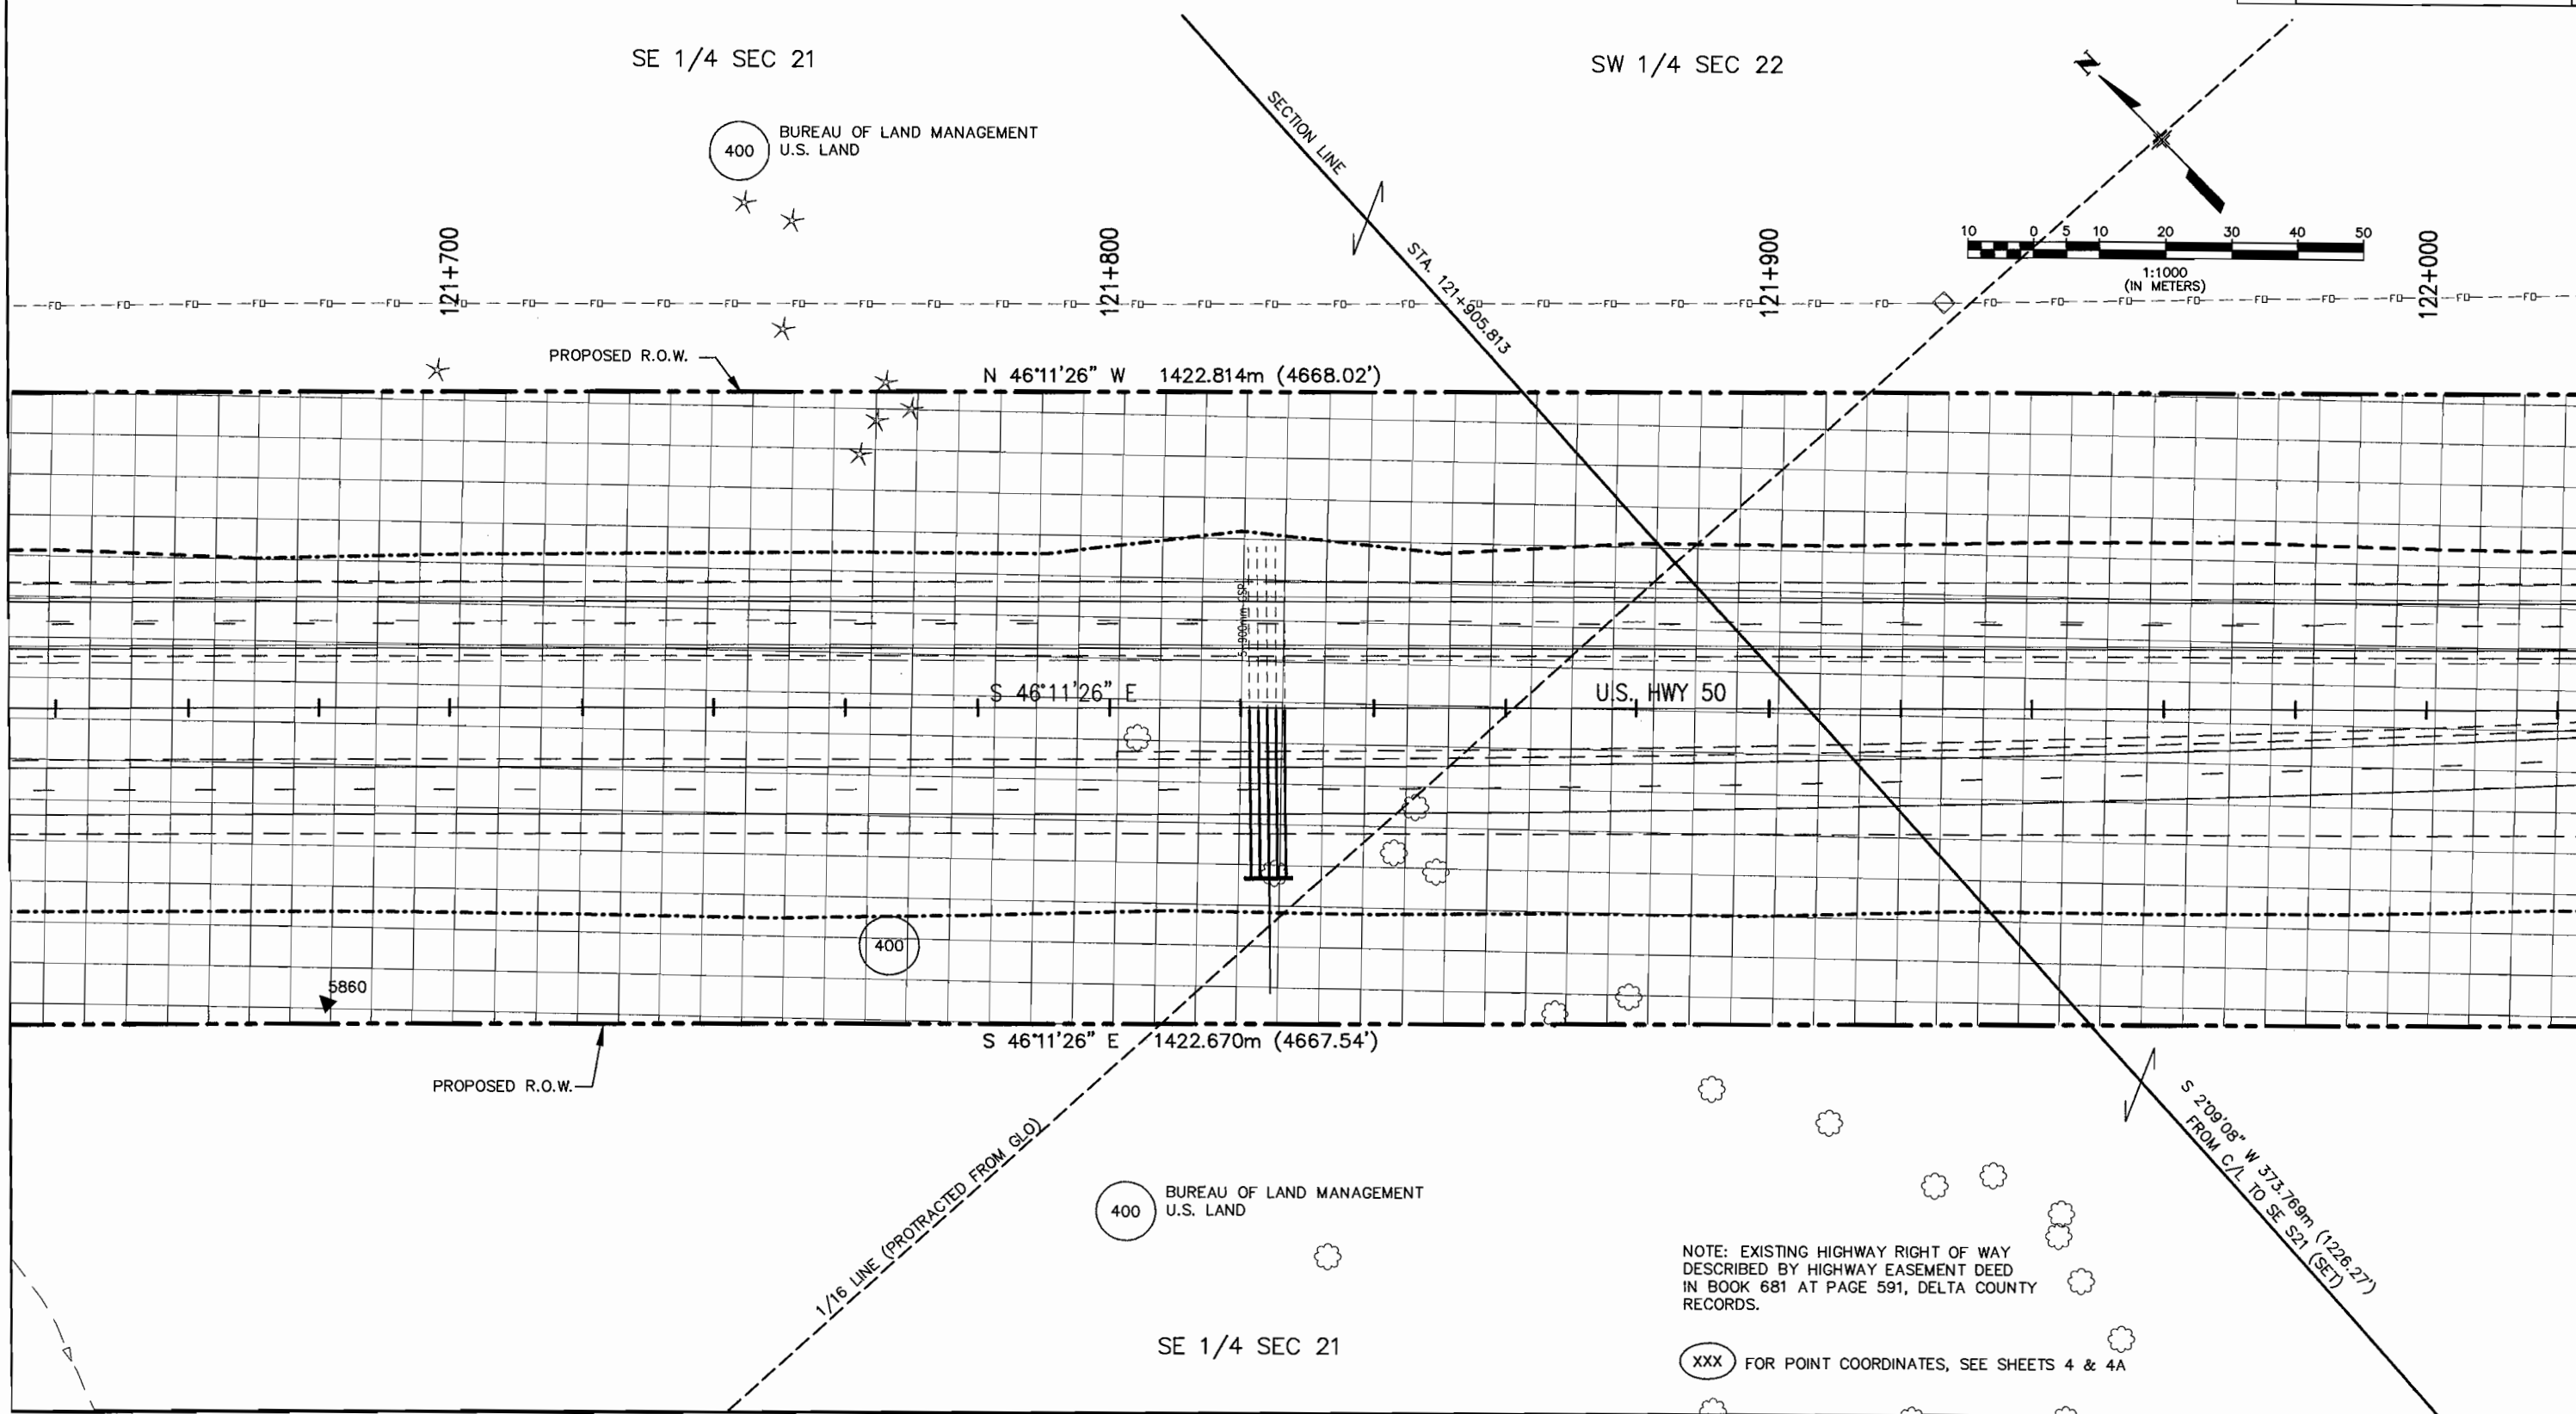 SE 1/4 SEC 21
SW 1/4 SEC 22
N
400
BUREAU OF LAND MANAGEMENT
U.S. LAND
SECTION LINE
STA. 121+905.813
121+700
121+800
121+900
122+000
10 0 5 10 20 30 40 50
1:1000
(IN METERS)
PROPOSED R.O.W.
N 46°11'26" W 1422.814m (4668.02')
S 46°11'26" E
U.S. HWY 50
400
5860
S 46°11'26" E 1422.670m (4667.54')
PROPOSED R.O.W.
1/16 LINE (PROTRACTED FROM GLO)
400
BUREAU OF LAND MANAGEMENT
U.S. LAND
S 2°09'08" W 373.769m (1226.27')
FROM C/L TO SE S21 (SET)
NOTE: EXISTING HIGHWAY RIGHT OF WAY
DESCRIBED BY HIGHWAY EASEMENT DEED
IN BOOK 681 AT PAGE 591, DELTA COUNTY
RECORDS.
SE 1/4 SEC 21
XXX FOR POINT COORDINATES, SEE SHEETS 4 & 4A